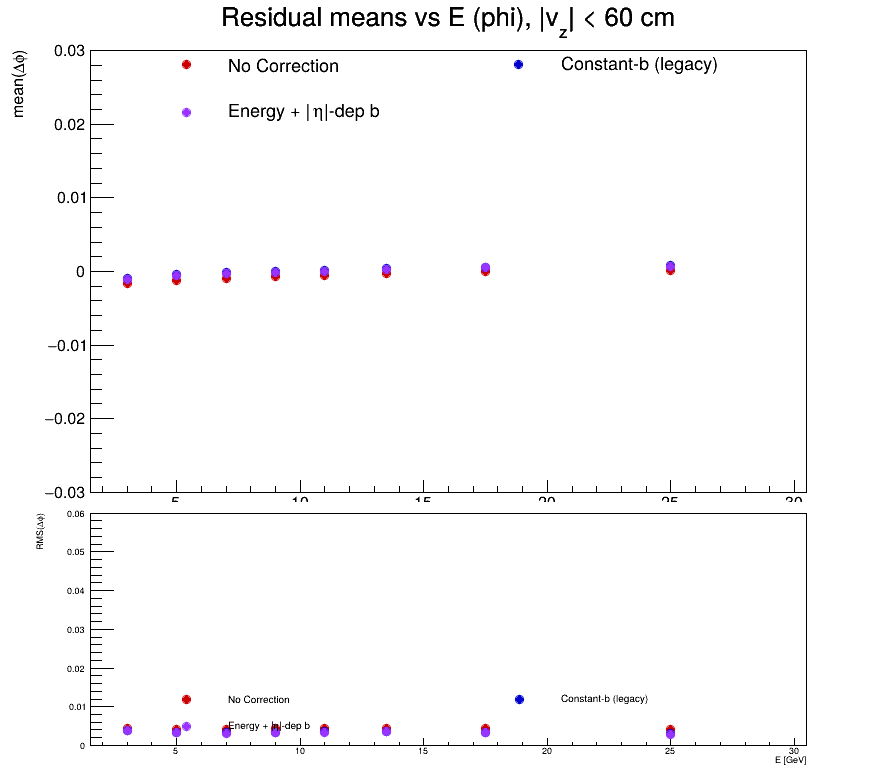 Residual means vs E (phi), |v_z| < 60 cm
mean(Δϕ)
No Correction
Constant-b (legacy)
Energy + |η|-dep b
0.03
0.02
0.01
0
−0.01
−0.02
−0.03
5 10 15 20 25 30
RMS(Δϕ)
0.06
0.05
0.04
0.03
0.02
0.01
0
No Correction
Constant-b (legacy)
Energy + |η|-dep b
5 10 15 20 25 30
E [GeV]